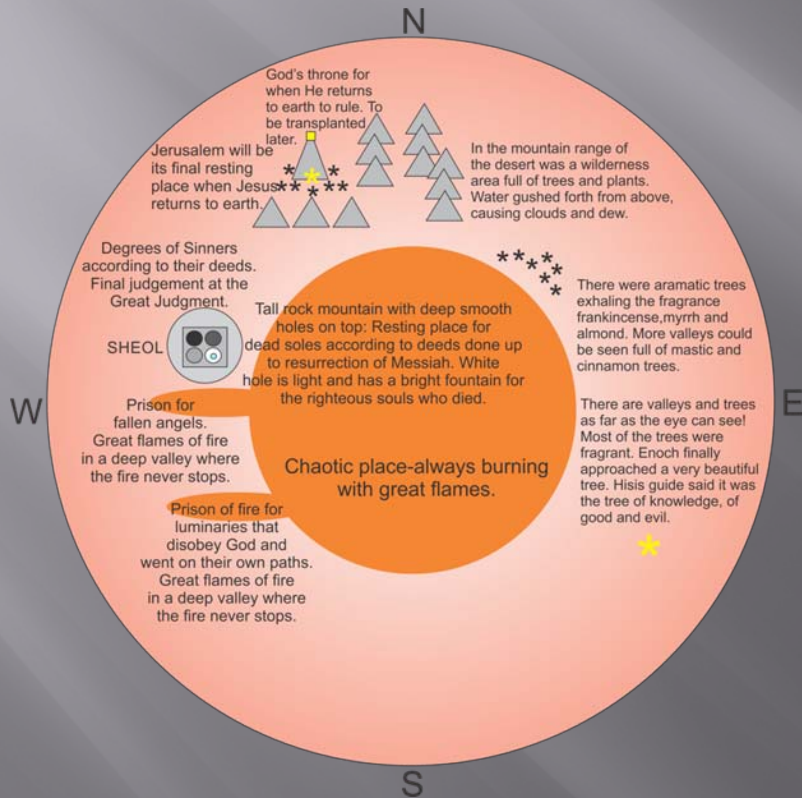 N
God's throne for
when He returns
to earth to rule. To
be transplanted
later.
Jerusalem will be
its final resting
place when Jesus
returns to earth.
In the mountain range of
the desert was a wilderness
area full of trees and plants.
Water gushed forth from above,
causing clouds and dew.
Degrees of Sinners
according to their deeds.
Final judgement at the
Great Judgment.
SHEOL
Tall rock mountain with deep smooth
holes on top: Resting place for
dead soles according to deeds done up
to resurrection of Messiah. White
hole is light and has a bright fountain for
the righteous souls who died.
There were aramatic trees
exhaling the fragrance
frankincense,myrrh and
almond. More valleys could
be seen full of mastic and
cinnamon trees.
W
E
Prison for
fallen angels.
Great flames of fire
in a deep valley where
the fire never stops.
Chaotic place-always burning
with great flames.
There are valleys and trees
as far as the eye can see!
Most of the trees were
fragrant. Enoch finally
approached a very beautiful
tree. Hisis guide said it was
the tree of knowledge, of
good and evil.
Prison of fire for
luminaries that
disobey God and
went on their own paths.
Great flames of fire
in a deep valley where
the fire never stops.
S